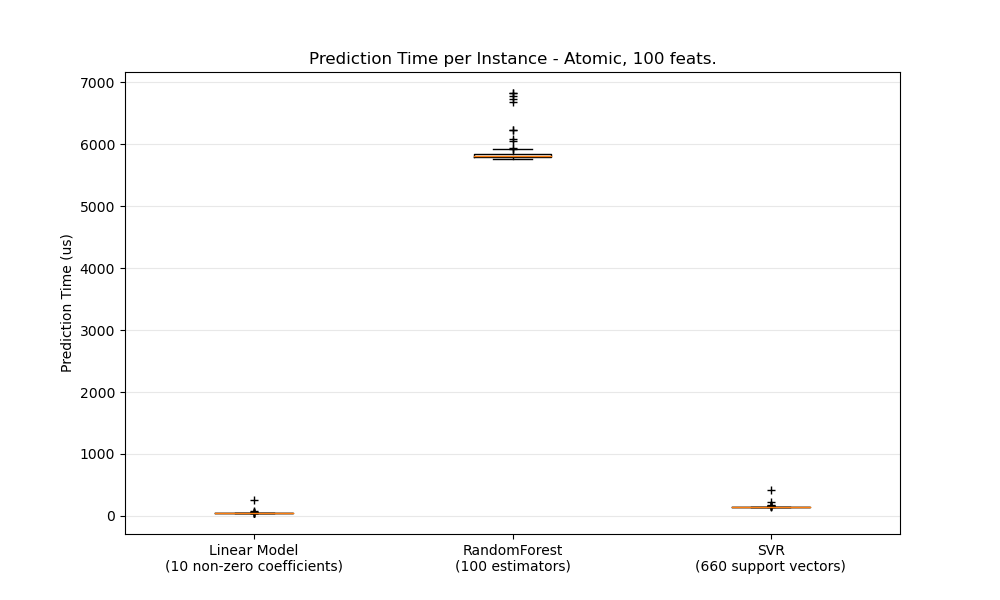 Prediction Time per Instance - Atomic, 100 feats.
Prediction Time (us)
7000
6000
5000
4000
3000
2000
1000
0
Linear Model
(10 non-zero coefficients)
RandomForest
(100 estimators)
SVR
(660 support vectors)